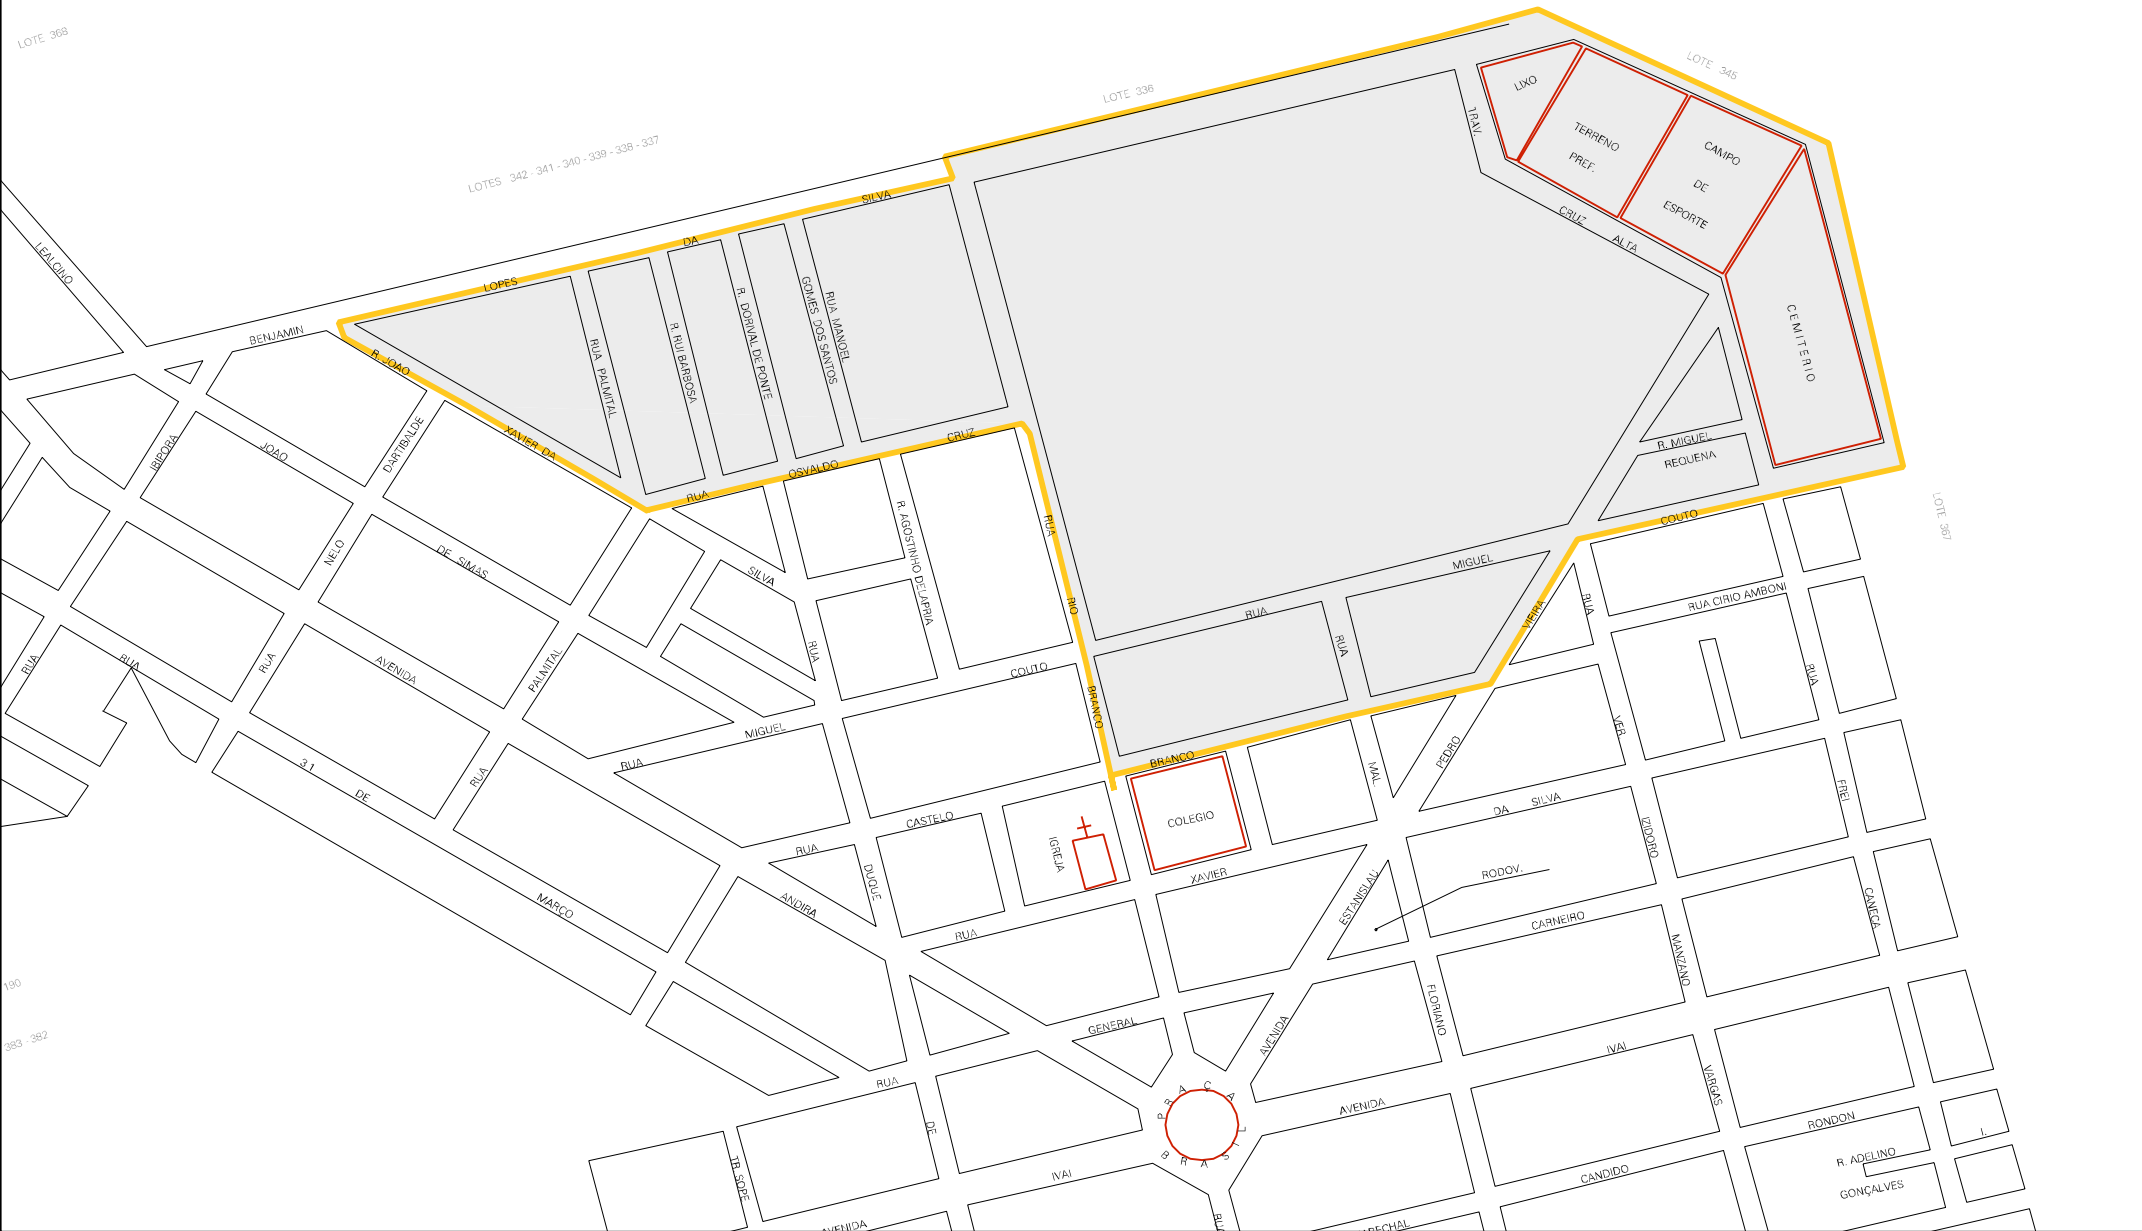 LOTE 368
LOTE 345
LOTE 336
LIXO
TRAV.
TERRENO
PREF.
CAMPO
DE
ESPORTE
LOTES 342 - 341 - 340 - 339 - 338 - 337
SILVA
CRUZ
ALTA
DA
LEALCINO
LOPES
BENJAMIN
R. JOAO
RUA PALMITAL
R. RUI BARBOSA
R. DORIVAL DE PONTE
GOMES DOS SANTOS
RUA MANOEL
CEMITERIO
XAVIER DA
CRUZ
OSVALDO
RUA
R. MIGUEL
REQUENA
IBIPORA
JOAO
DARTIBALDE
COUTO
LOTE 367
R. AGOSTINHO DELAPRIA
RUA
NELO
DE SIMAS
SILVA
MIGUEL
RUA
RIO
RUA
RUA
VIEIRA
RUA
RUA CIRIO AMBONI
RUA
RUA
RUA
RUA
AVENIDA
PALMITAL
RUA
COUTO
BRANCO
RUA
MIGUEL
RUA
BRANCO
VER.
PEDRO
MAL.
31
DE
RUA
MARÇO
CASTELO
RUA
DUQUE
ANDIRA
IGREJA
COLEGIO
DA SILVA
IZIDORO
FREI
XAVIER
ESTANISLAU
RODOV.
CARNEIRO
CANECA
RUA
MANZANO
190
383 - 382
GENERAL
AVENIDA
FLORIANO
IVAI
VARGAS
RUA
PRAÇA
BRASIL
AVENIDA
RONDON
DE
I.
TR. SOPE
IVAI
CANDIDO
R. ADELINO
GONÇALVES
AVENIDA
RUA